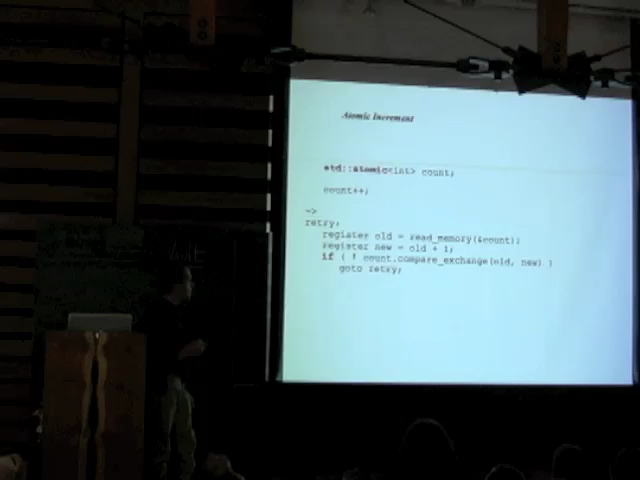 Atomic Increment
std::atomic<int> count;
count++;
->
retry:
register old = read_memory(&count);
register new = old + 1;
if ( ! count.compare_exchange(old, new) )
goto retry;